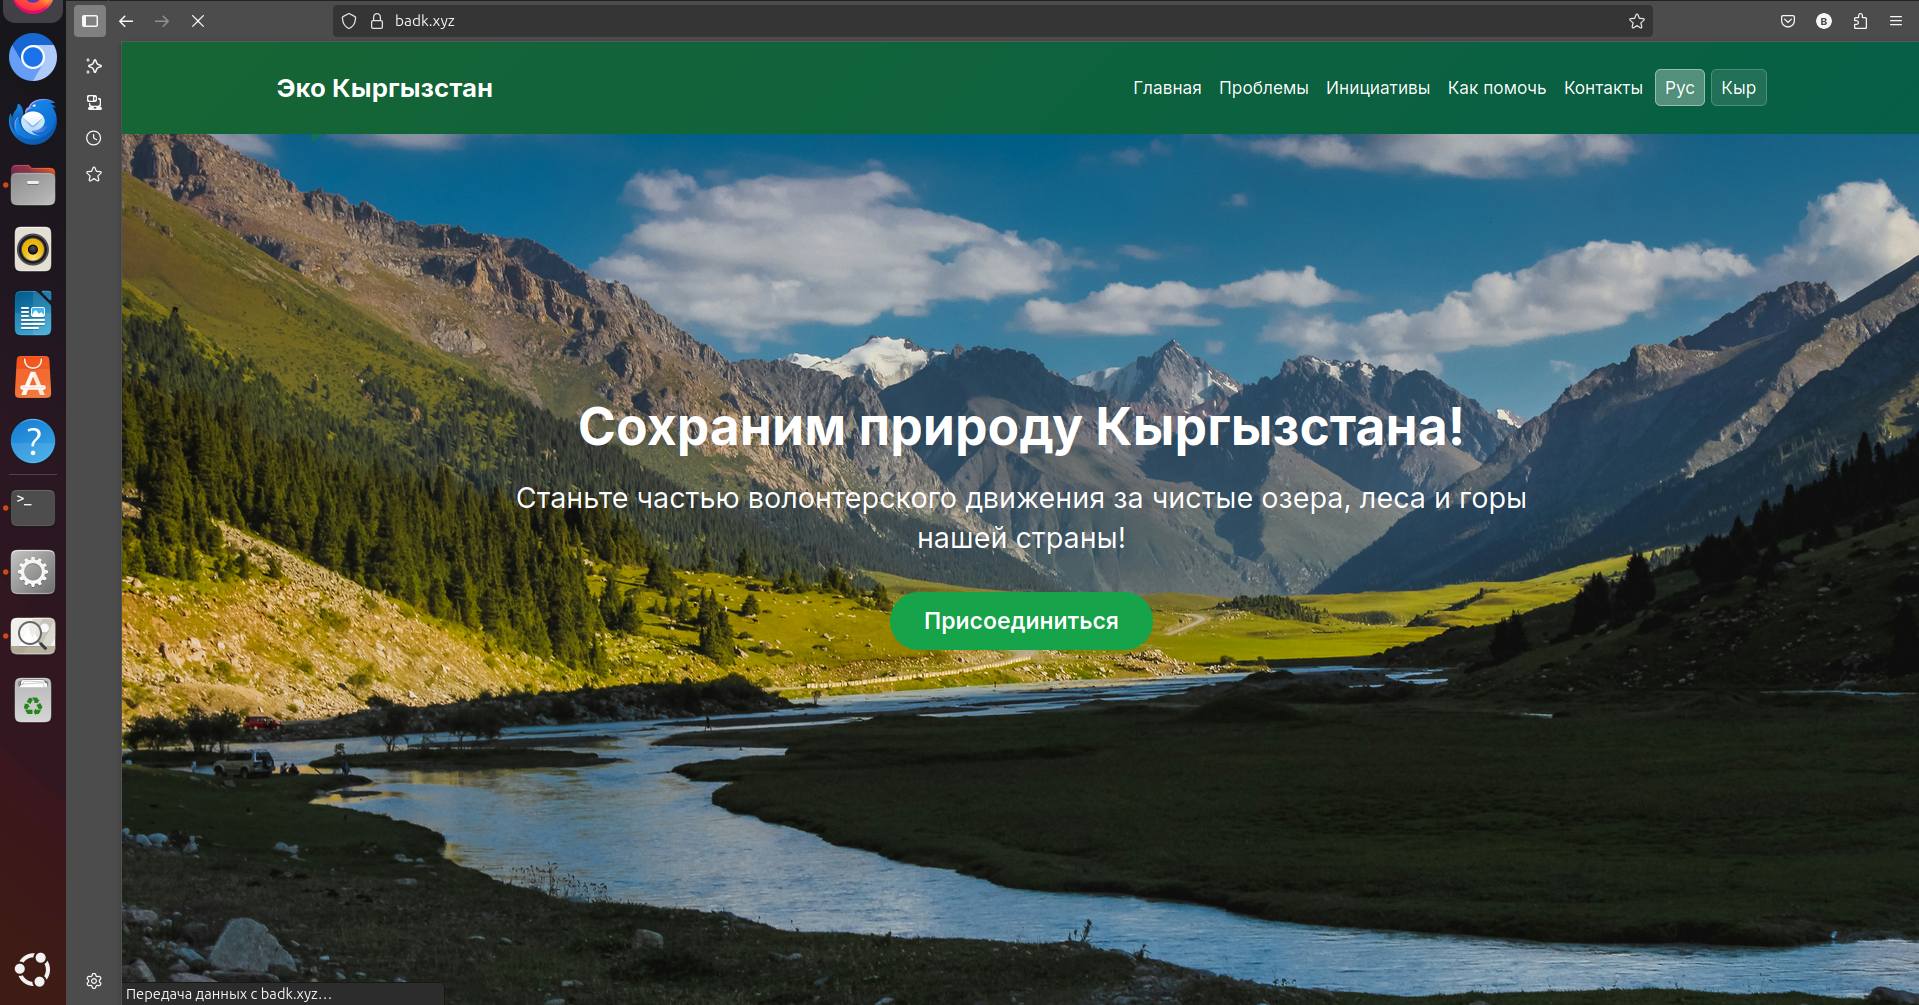 badk.xyz
Эко Кыргызстан
Главная Проблемы Инициативы Как помочь Контакты Рус Кыр
Сохраним природу Кыргызстана!
Станьте частью волонтерского движения за чистые озера, леса и горы
нашей страны!
Присоединиться
Передача данных с badk.xyz…